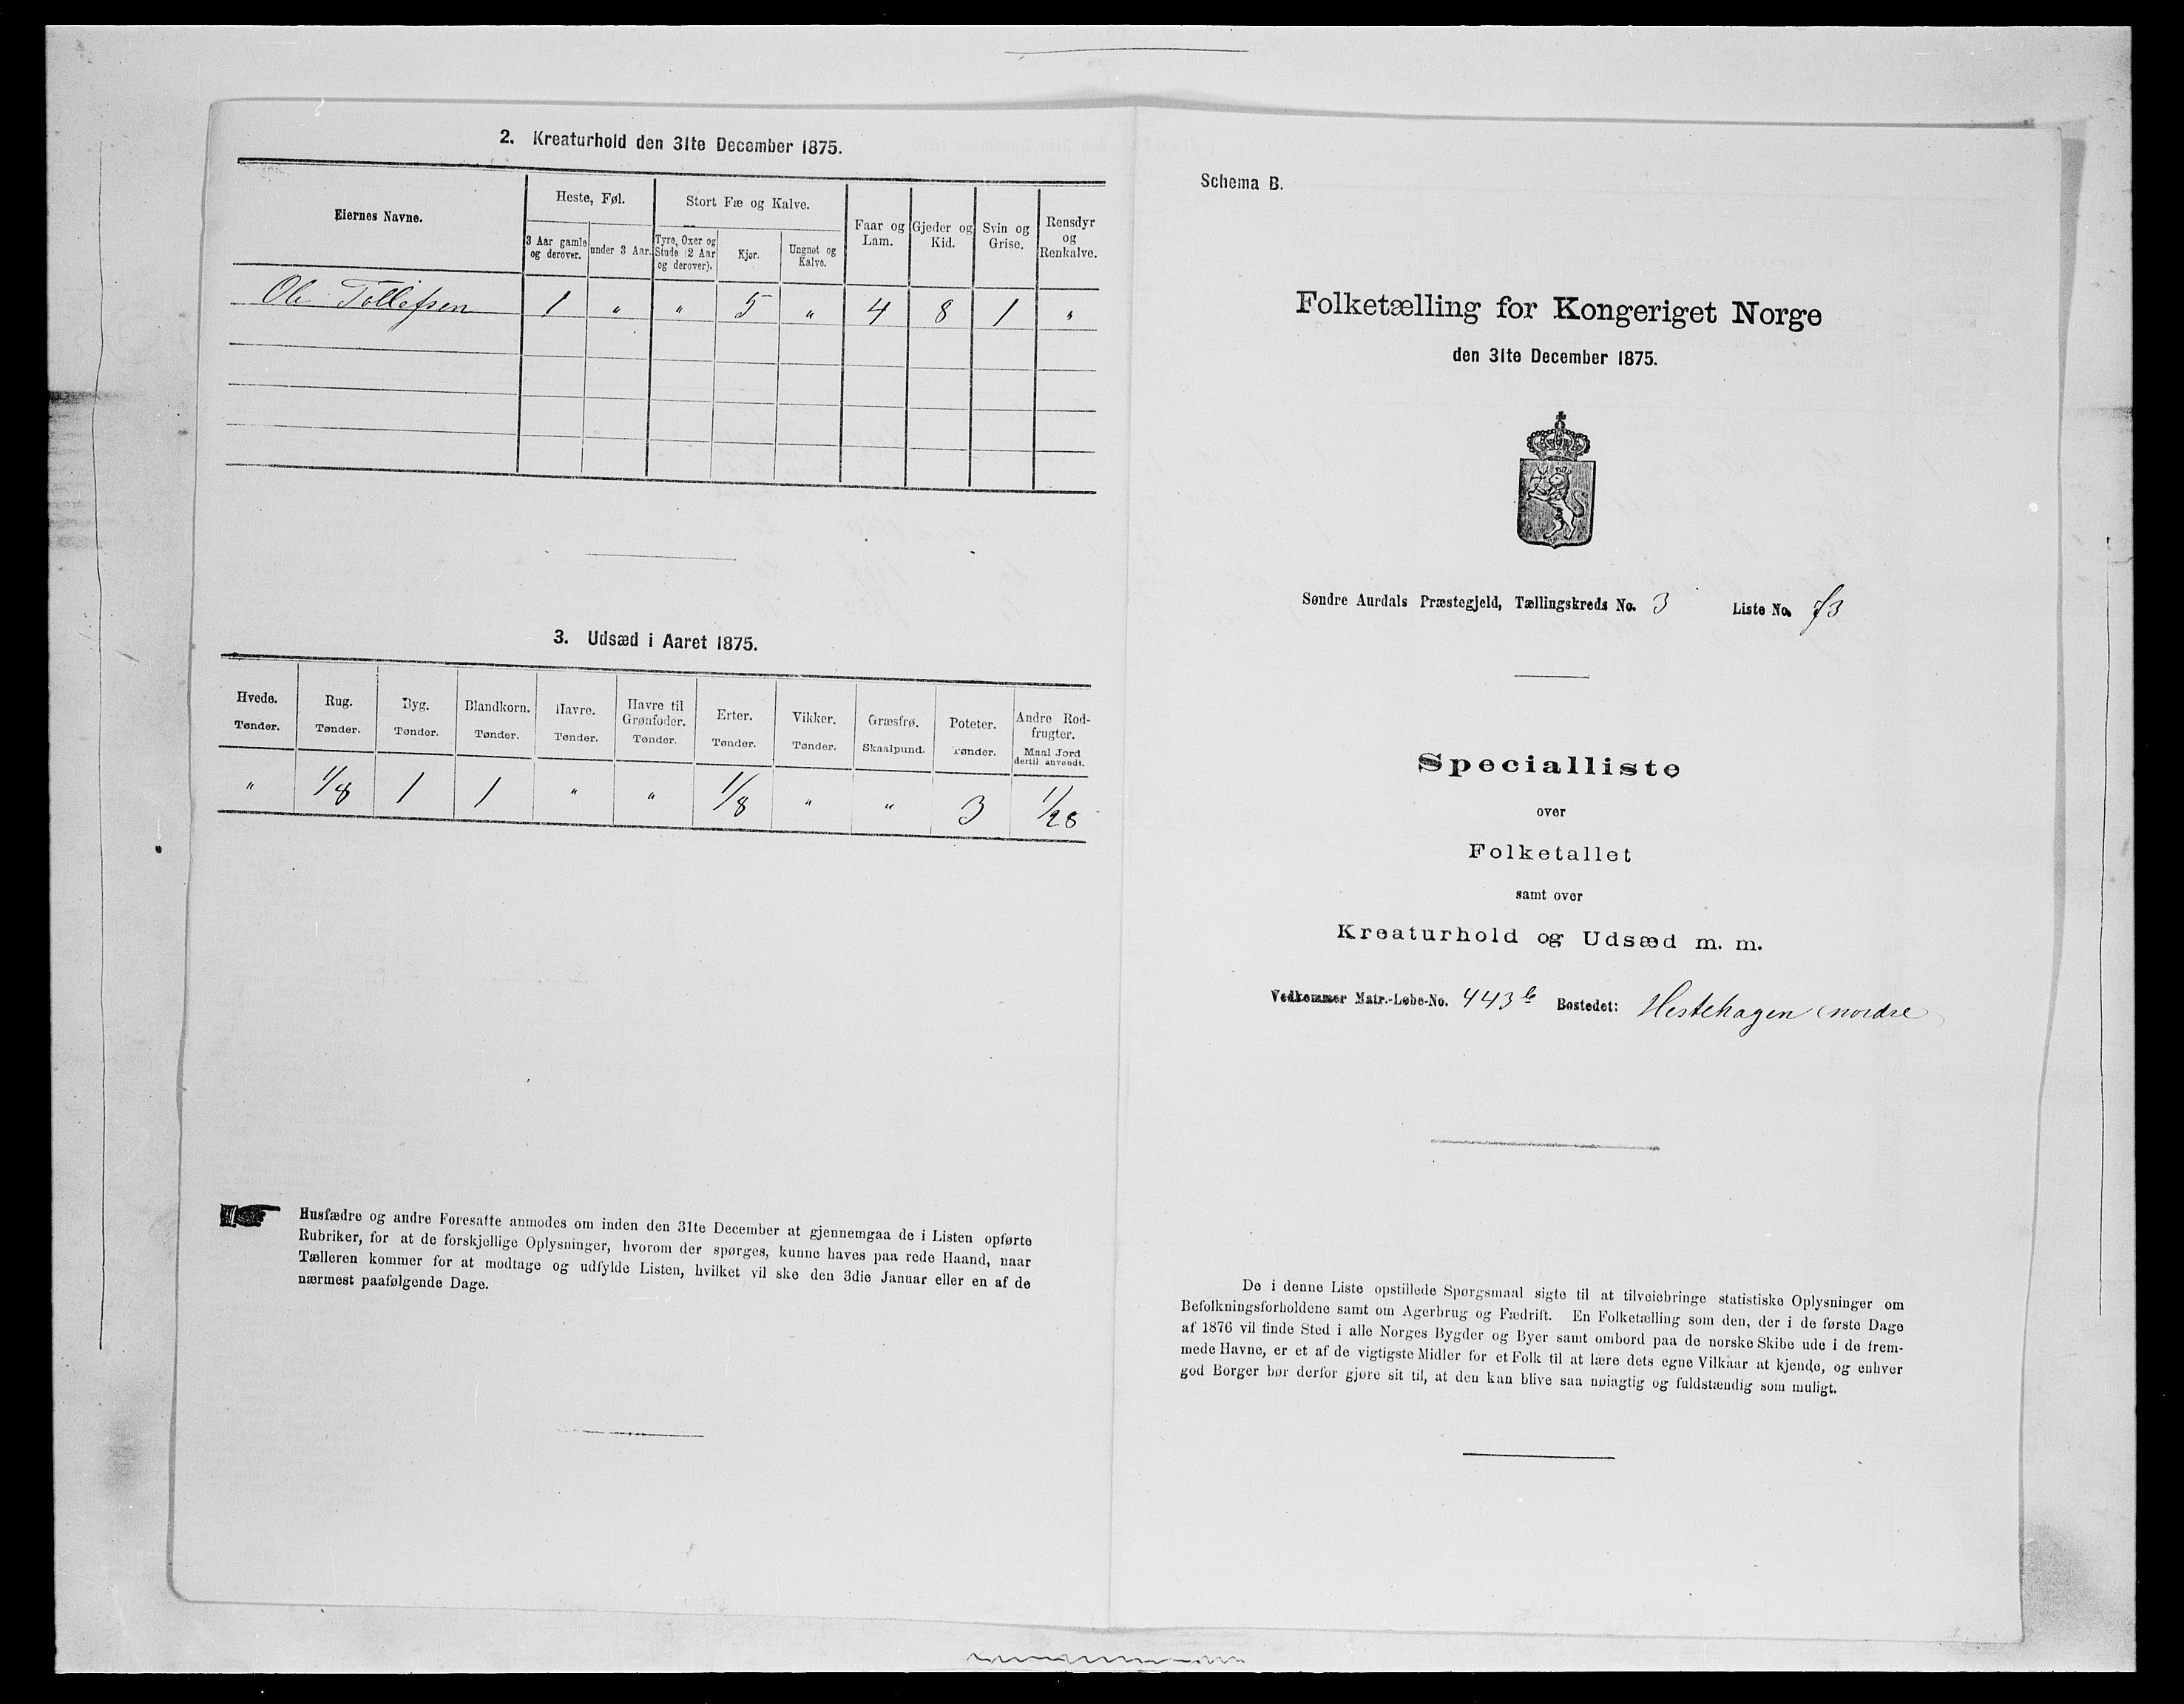 2. Kreaturhold den 31te December 1875.
Eiernes Navne.
Heste, Føl.
Stort Fæ og Kalve.
Faar og Lam.
Gjeder og Kid.
Svin og Grise.
Rensdyr og Renkalve.
3 Aar gamle og derover.
under 3 Aar.
Tyre, Oxer og Stude (2 Aar og derover).
Kjør.
Ungnøt og Kalve.
Ole Tollefsen 1 " " 5 " 4 8 1 "
3. Udsæd i Aaret 1875.
Hvede. Rug. Byg. Blandkorn. Havre. Havre til Grønfoder. Erter. Vikker. Græsfrø. Poteter. Andre Rodfrugter.
Tønder. Tønder. Tønder. Tønder. Tønder. Tønder. Tønder. Tønder. Skaalpund. Tønder. Maal Jord dertil anvendt.
" 1/8 1 1 " " 1/8 " " 3 1/28
Husfædre og andre Foresatte anmodes om inden den 31te December at gjennemgaa de i Listen opførte
Rubriker, for at de forskjellige Oplysninger, hvorom der spørges, kunne haves paa rede Haand, naar
Tælleren kommer for at modtage og udfylde Listen, hvilket vil ske den 3die Januar eller en af de
nærmest paafølgende Dage.
Schema B.
Folketælling for Kongeriget Norge
den 31te December 1875.
Søndre Aurdals Præstegjeld, Tællingskreds No. 3 Liste No. 73
Specialliste
over
Folketallet
samt over
Kreaturhold og Udsæd m. m.
Vedkommer Matr.-Løbe-No. 443b Bostedet: Hestehagen (nordre)
De i denne Liste opstillede Spørgsmaal sigte til at tilveiebringe statistiske Oplysninger om
Befolkningsforholdene samt om Agerbrug og Fædrift. En Folketælling som den, der i de første Dage
af 1876 vil finde Sted i alle Norges Bygder og Byer samt ombord paa de norske Skibe ude i de frem-
mede Havne, er et af de vigtigste Midler for et Folk til at lære dets egne Vilkaar at kjende, og enhver
god Borger bør derfor gjøre sit til, at den kan blive saa nøiagtig og fuldstændig som muligt.